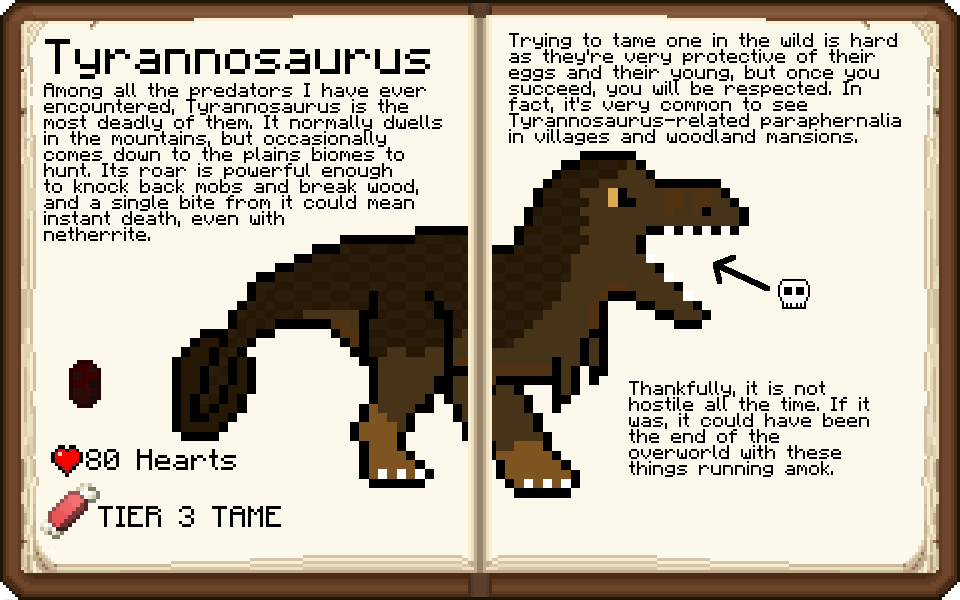 Tyrannosaurus
Among all the predators I have ever
encountered, Tyrannosaurus is the
most deadly of them. It normally dwells
in the mountains, but occasionally
comes down to the plains biomes to
hunt. Its roar is powerful enough
to knock back mobs and break wood,
and a single bite from it could mean
instant death, even with
netherrite.
80 Hearts
TIER 3 TAME
Trying to tame one in the wild is hard
as they're very protective of their
eggs and their young, but once you
succeed, you will be respected. In
fact, it's very common to see
Tyrannosaurus-related paraphernalia
in villages and woodland mansions.
Thankfully, it is not
hostile all the time. If it
was, it could have been
the end of the
overworld with these
things running amok.